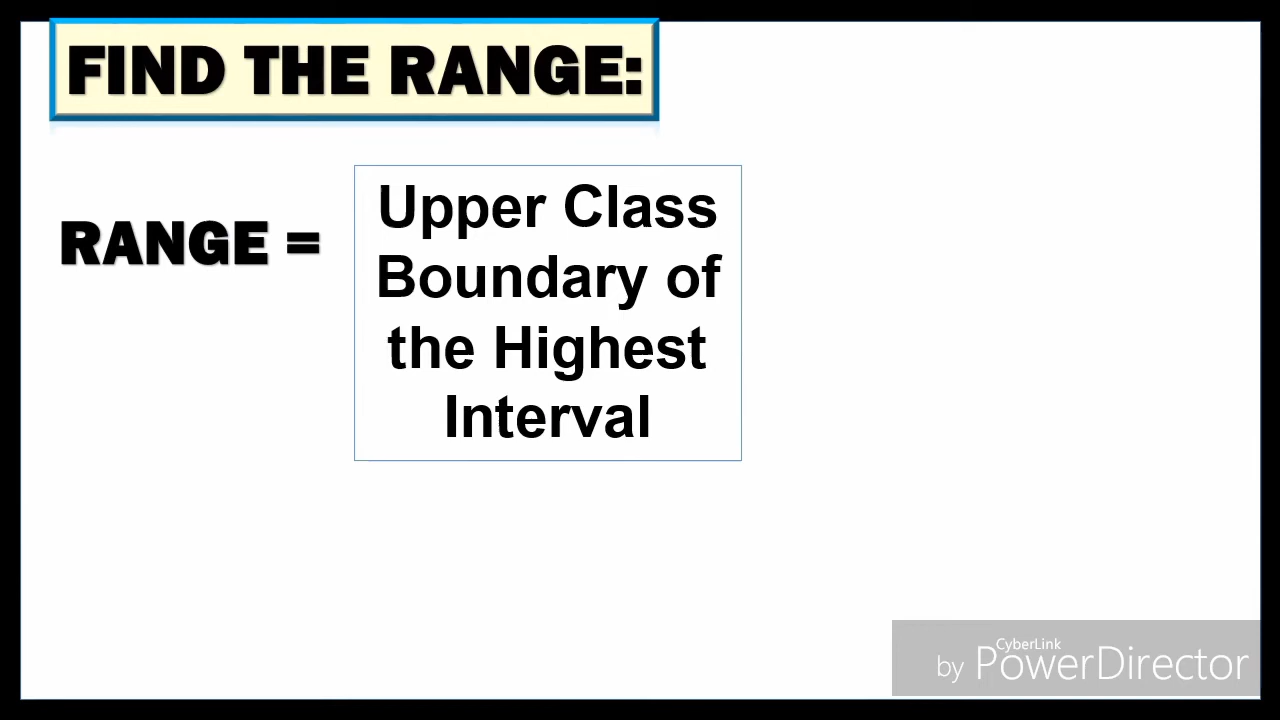 FIND THE RANGE:
RANGE =
Upper Class
Boundary of
the Highest
Interval
CyberLink
by PowerDirector